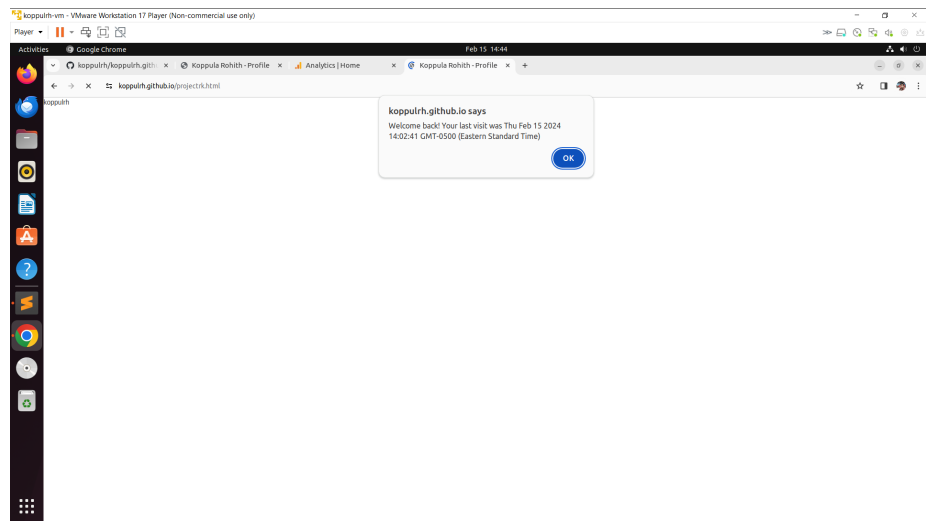 koppulrh-vm - VMware Workstation 17 Player (Non-commercial use only)
Player
Activities Google Chrome Feb 15 14:44
koppulrh/koppulrh.gith Koppula Rohith - Profile Analytics | Home Koppula Rohith - Profile
koppulrh.github.io/project/k.html
koppulrh
koppulrh.github.io says
Welcome back! Your last visit was Thu Feb 15 2024
14:02:41 GMT-0500 (Eastern Standard Time)
OK